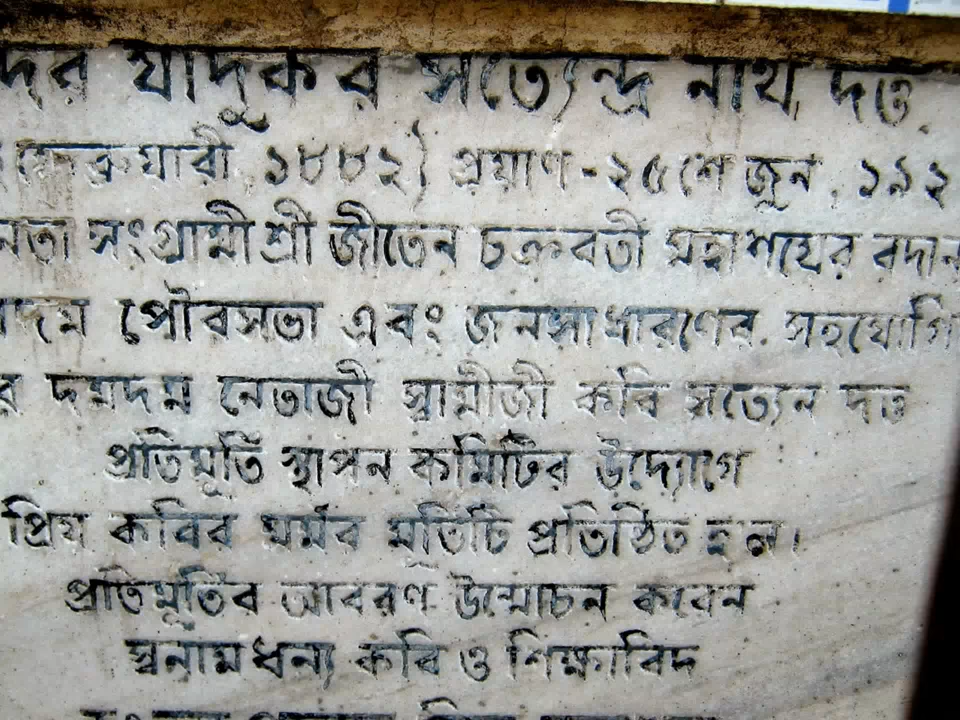 দের যাদুকর সত্যেন্দ্র নাথ দত্ত
ফেব্রুয়ারী, ১৮৮২) প্রয়াণ - ২৫শে জুন, ১৯২
নেতা সংগ্রামী শ্রী জীতেন চক্রবর্তী মহাশয়ের বদান
দমদম পৌরসভা এবং জনসাধারণের সহযোগি
র দমদম নেতাজী স্বামীজী কবি সত্যেন দত্ত
প্রতিমূর্তি স্থাপন কমিটির উদ্যোগে
প্রিয় কবির মর্মর মূর্তিটি প্রতিষ্ঠিত হল।
প্রতিমূর্তির আবরণ উন্মোচন করেন
স্বনামধন্য কবি ও শিক্ষাবিদ